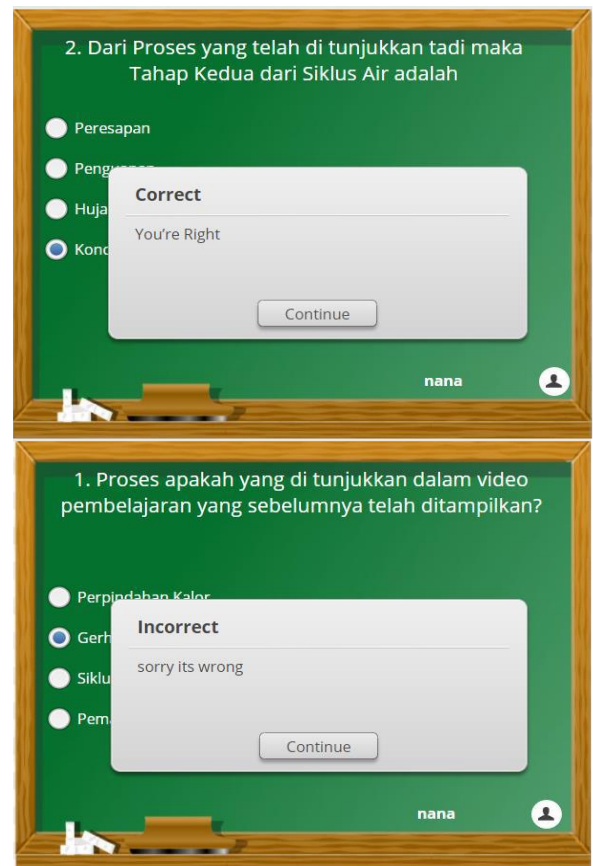 2. Dari Proses yang telah di tunjukkan tadi maka
Tahap Kedua dari Siklus Air adalah
Peresapan
Correct
You're Right
Continue
nana
1. Proses apakah yang di tunjukkan dalam video
pembelajaran yang sebelumnya telah ditampilkan?
Perpindahan Kalor
Incorrect
sorry its wrong
Continue
nana